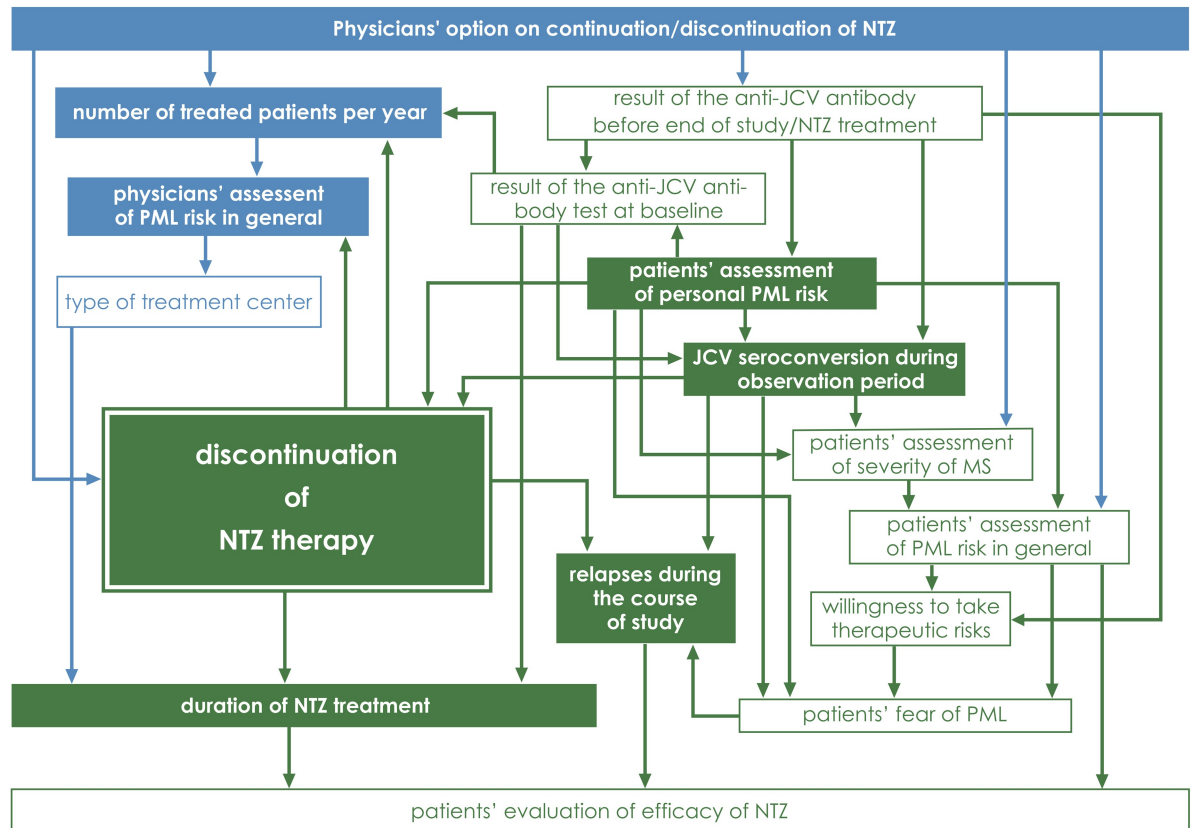 Physicians' option on continuation/discontinuation of NTZ
number of treated patients per year
result of the anti-JCV antibody
before end of study/NTZ treatment
physicians’ assessent
of PML risk in general
result of the anti-JCV anti-
body test at baseline
type of treatment center
patients’ assessment
of personal PML risk
JCV seroconversion during
observation period
discontinuation
of
NTZ therapy
patients’ assessment
of severity of MS
patients’ assessment
of PML risk in general
relapses during
the course
of study
willingness to take
therapeutic risks
duration of NTZ treatment
patients’ fear of PML
patients’ evaluation of efficacy of NTZ